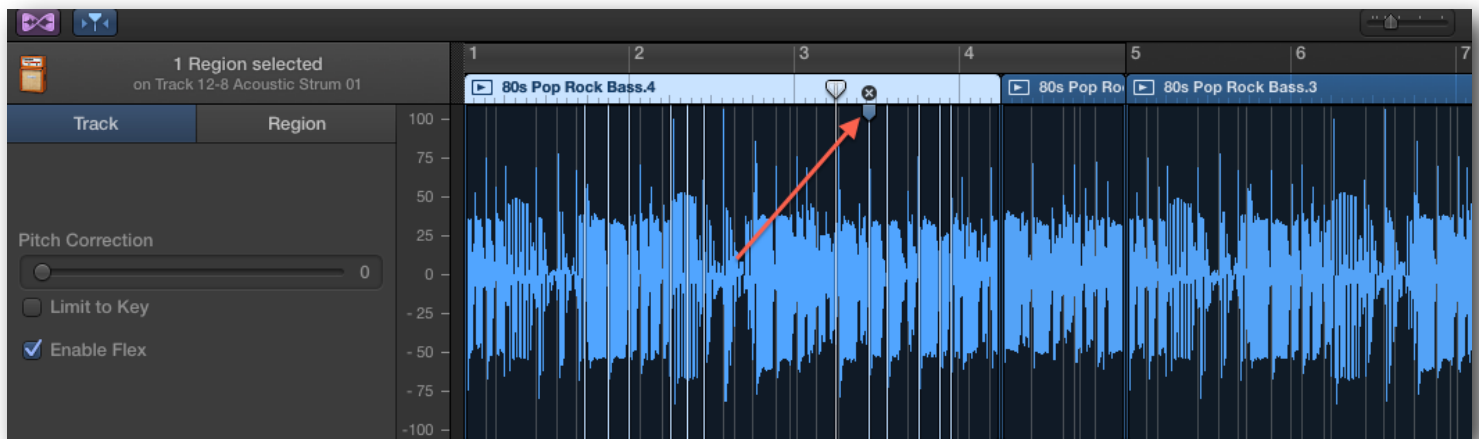 1 2 3 4 5 6 7
1 Region selected
on Track 12-8 Acoustic Strum 01
80s Pop Rock Bass.4
80s Pop Ro
80s Pop Rock Bass.3
Track
Region
100
75
50
25
0
- 25
- 50
- 75
-100
Pitch Correction
0
Limit to Key
Enable Flex